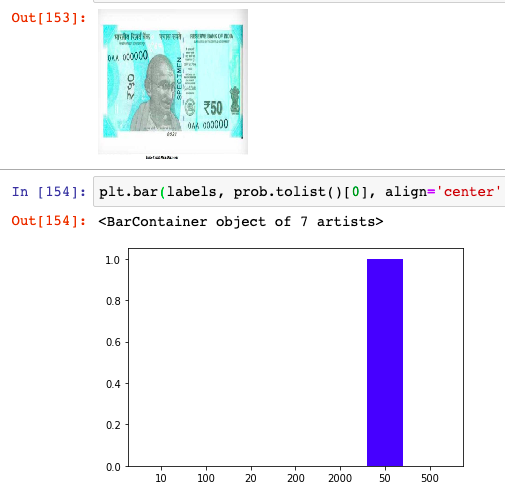 Out[153]:
भारतीय रिज़र्व बैंक
RESERVE BANK OF INDIA
0AA 000000
₹५०
SPECIMEN
₹50
0AA 000000
In [154]: plt.bar(labels, prob.tolist()[0], align='center'
Out[154]: <BarContainer object of 7 artists>
1.0
0.8
0.6
0.4
0.2
0.0
10 100 20 200 2000 50 500